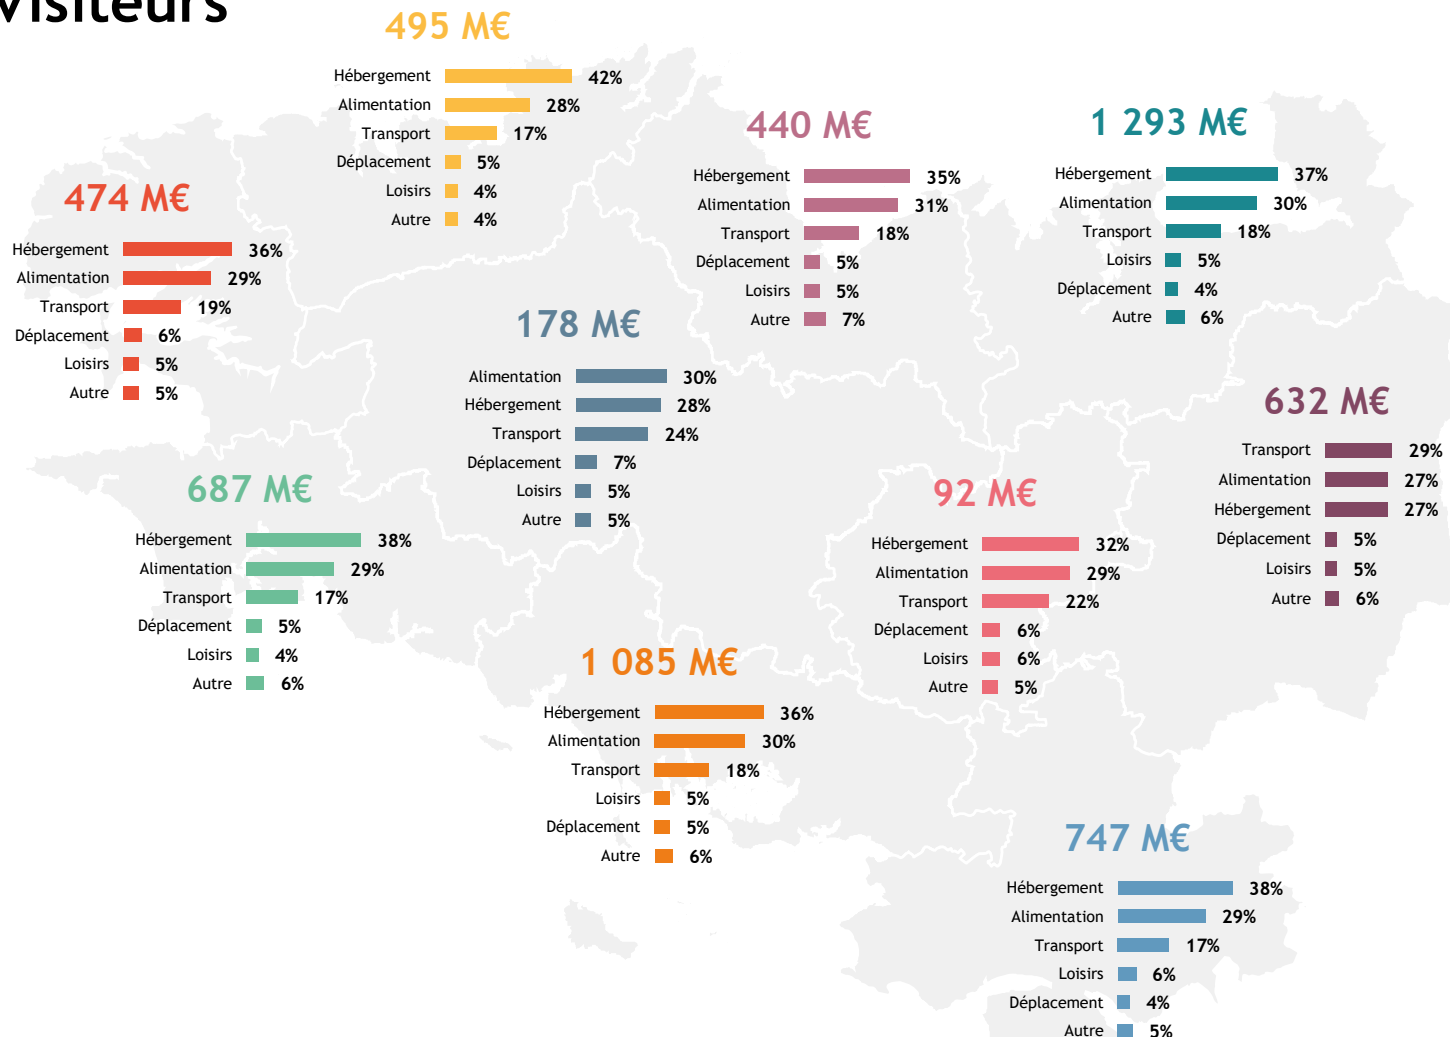 Visiteurs
495 M€
Hébergement 42%
Alimentation 28%
Transport 17%
Déplacement 5%
Loisirs 4%
Autre 4%
440 M€
Hébergement 35%
Alimentation 31%
Transport 18%
Déplacement 5%
Loisirs 5%
Autre 7%
1 293 M€
Hébergement 37%
Alimentation 30%
Transport 18%
Loisirs 5%
Déplacement 4%
Autre 6%
474 M€
Hébergement 36%
Alimentation 29%
Transport 19%
Déplacement 6%
Loisirs 5%
Autre 5%
178 M€
Alimentation 30%
Hébergement 28%
Transport 24%
Déplacement 7%
Loisirs 5%
Autre 5%
632 M€
Transport 29%
Alimentation 27%
Hébergement 27%
Déplacement 5%
Loisirs 5%
Autre 6%
687 M€
Hébergement 38%
Alimentation 29%
Transport 17%
Déplacement 5%
Loisirs 4%
Autre 6%
92 M€
Hébergement 32%
Alimentation 29%
Transport 22%
Déplacement 6%
Loisirs 6%
Autre 5%
1 085 M€
Hébergement 36%
Alimentation 30%
Transport 18%
Loisirs 5%
Déplacement 5%
Autre 6%
747 M€
Hébergement 38%
Alimentation 29%
Transport 17%
Loisirs 6%
Déplacement 4%
Autre 5%